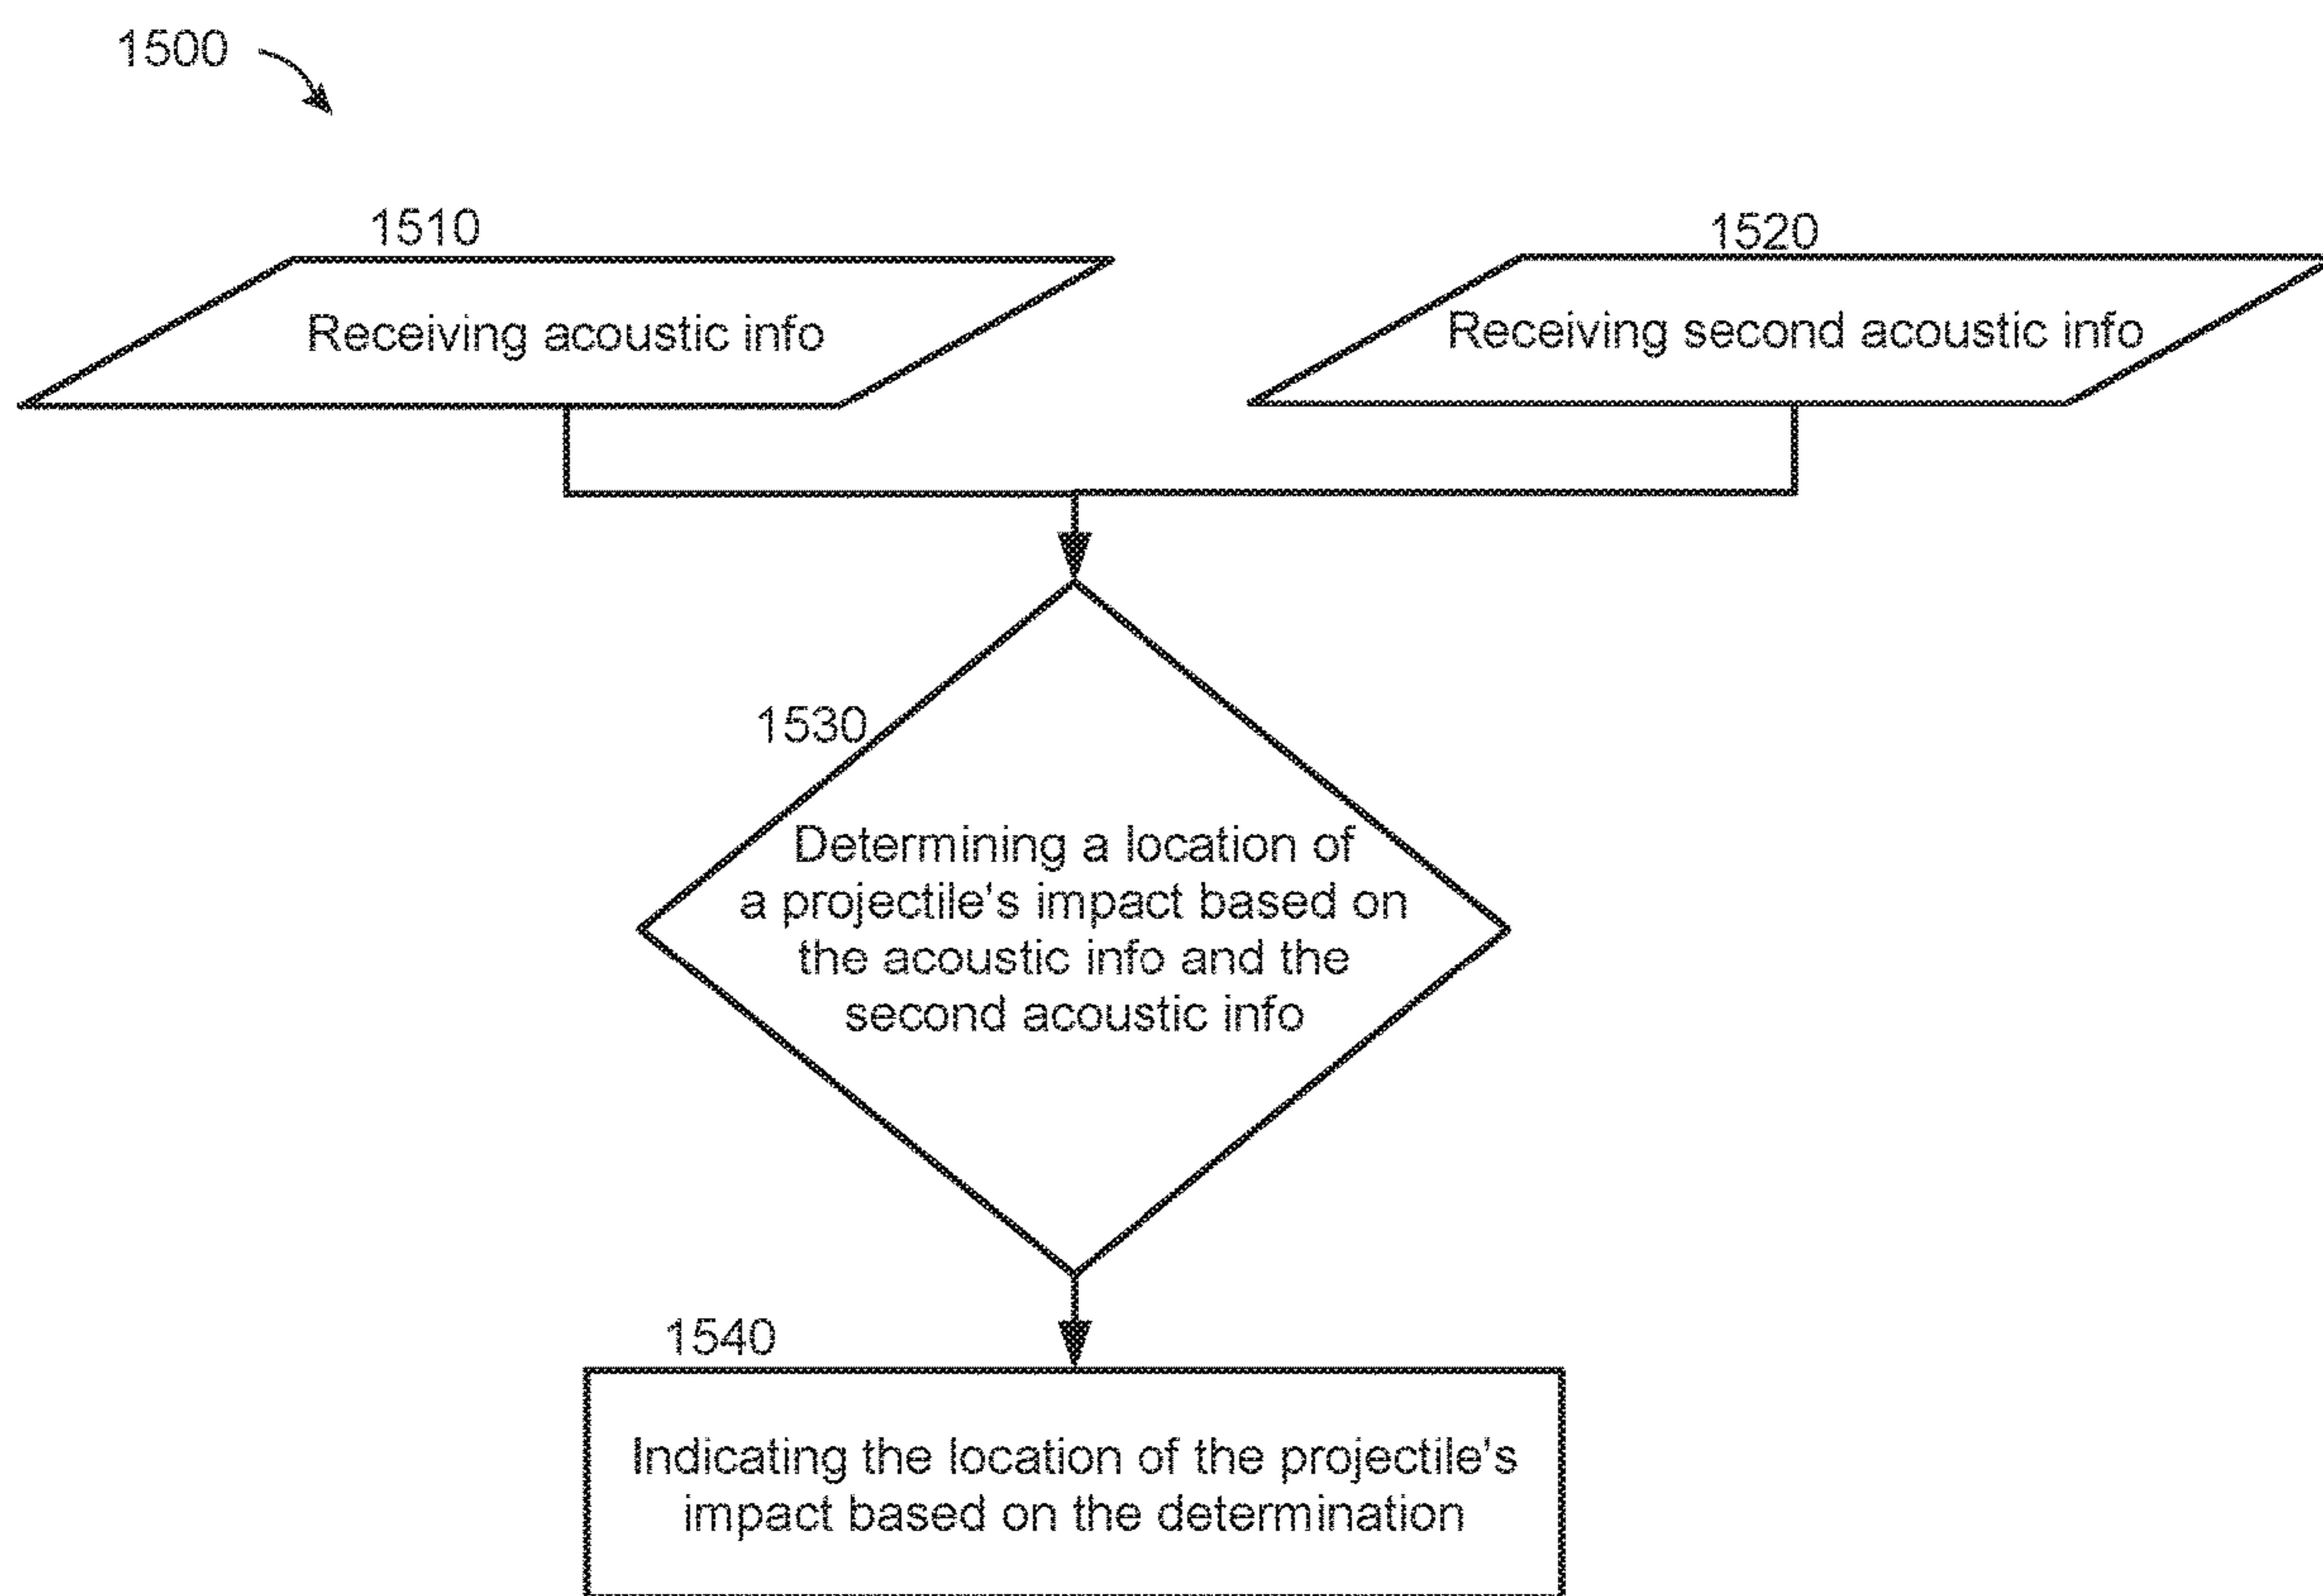 1500
1510
1520
Receiving acoustic info
Receiving second acoustic info
1530
Determining a location of
a projectile's impact based on
the acoustic info and the
second acoustic info
1540
Indicating the location of the projectile's
impact based on the determination